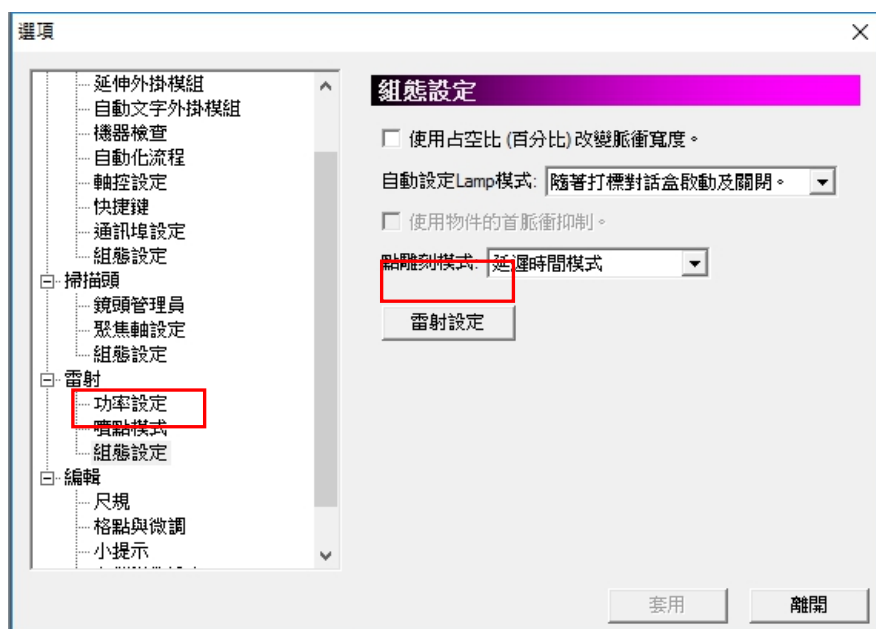 選項
延伸外掛模組
自動文字外掛模組
機器檢查
自動化流程
軸控設定
快捷鍵
通訊埠設定
組態設定
掃描頭
鏡頭管理員
聚焦軸設定
組態設定
雷射
功率設定
噴點模式
組態設定
編輯
尺規
格點與微調
小提示
組態設定
使用占空比 (百分比) 改變脈衝寬度。
自動設定Lamp模式: 隨著打標對話盒啟動及關閉。
使用物件的首脈衝抑制。
點雕刻模式: 延遲時間模式
雷射設定
套用
離開